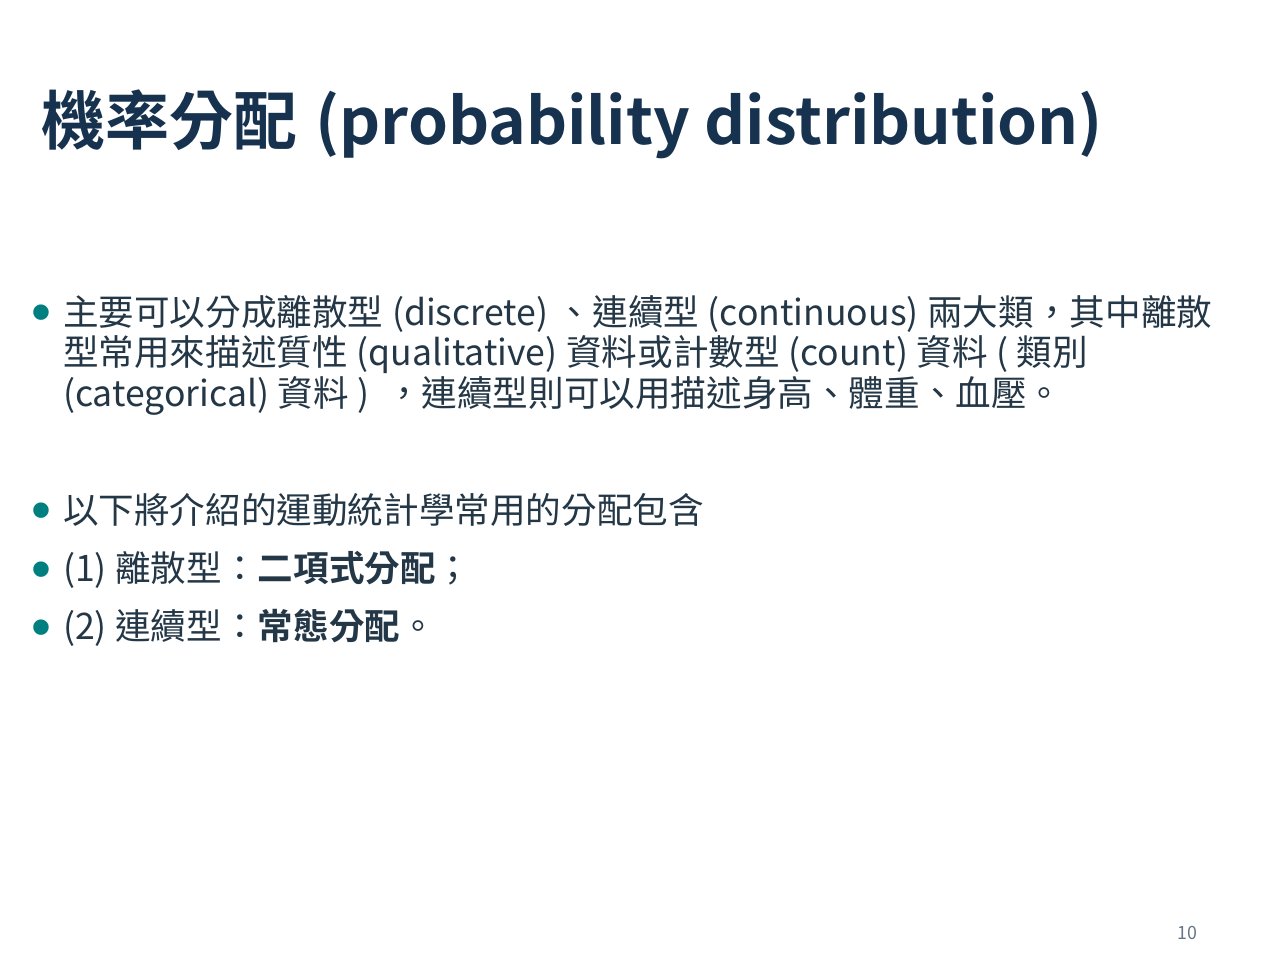 機率分配 (probability distribution)
• 主要可以分成離散型 (discrete) 、連續型 (continuous) 兩大類，其中離散
型常用來描述質性 (qualitative) 資料或計數型 (count) 資料 ( 類別
(categorical) 資料 ) ，連續型則可以用描述身高、體重、血壓。
• 以下將介紹的運動統計學常用的分配包含
• (1) 離散型：二項式分配；
• (2) 連續型：常態分配。
10